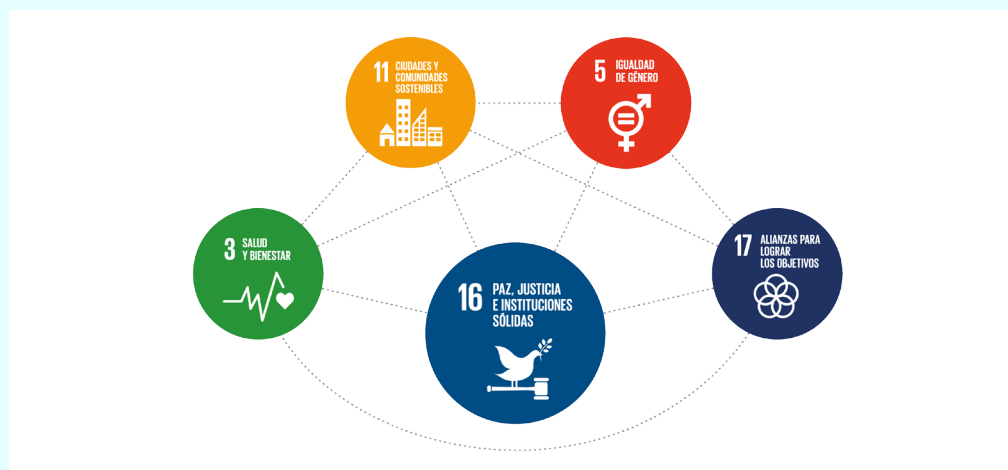 11 CIUDADES Y
COMUNIDADES
SOSTENIBLES
5 IGUALDAD
DE GÉNERO
3 SALUD
Y BIENESTAR
17 ALIANZAS PARA
LOGRAR
LOS OBJETIVOS
16 PAZ, JUSTICIA
E INSTITUCIONES
SÓLIDAS